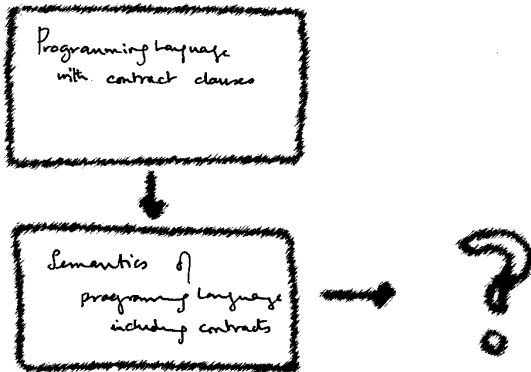 Programming Language
with contract clauses
Semantics of
programming Language
including contracts
?